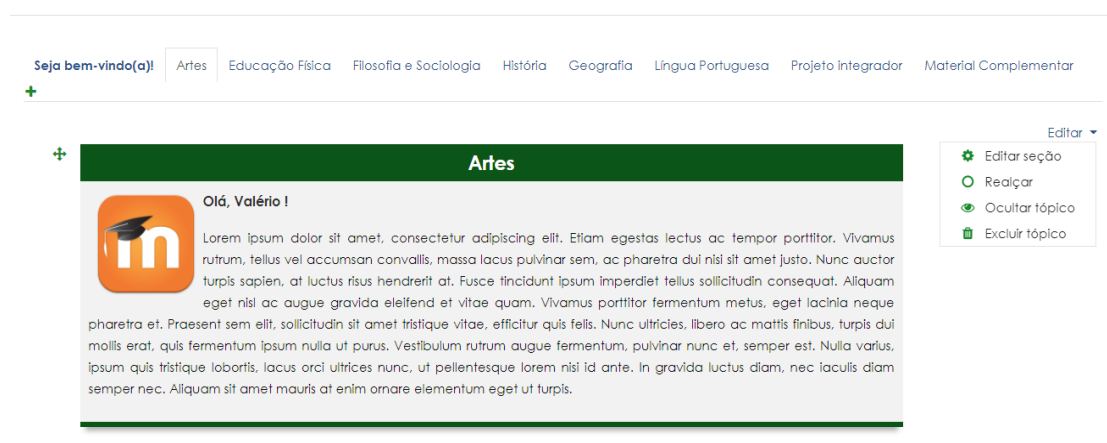 Seja bem-vindo(a)! Artes Educação Física Filosofia e Sociologia História Geografia Língua Portuguesa Projeto integrador Material Complementar
Editar
Artes
Editar seção
Realçar
Ocultar tópico
Excluir tópico
Olá, Valério !
m
Lorem ipsum dolor sit amet, consectetur adipiscing elit. Etiam egestas lectus ac tempor porttitor. Vivamus
rutrum, tellus vel accumsan convallis, massa lacus pulvinar sem, ac pharetra dui nisi sit amet justo. Nunc auctor
turpis sapien, at luctus risus hendrerit at. Fusce tincidunt ipsum imperdiet tellus sollicitudin consequat. Aliquam
eget nisl ac augue gravida eleifend et vitae quam. Vivamus porttitor fermentum metus, eget lacinia neque
pharetra et. Praesent sem elit, sollicitudin sit amet tristique vitae, efficitur quis felis. Nunc ultricies, libero ac mattis finibus, turpis dui
mollis erat, quis fermentum ipsum nulla ut purus. Vestibulum rutrum augue fermentum, pulvinar nunc et, semper est. Nulla varius,
ipsum quis tristique lobortis, lacus orci ultrices nunc, ut pellentesque lorem nisi id ante. In gravida luctus diam, nec iaculis diam
semper nec. Aliquam sit amet mauris at enim ornare elementum eget ut turpis.